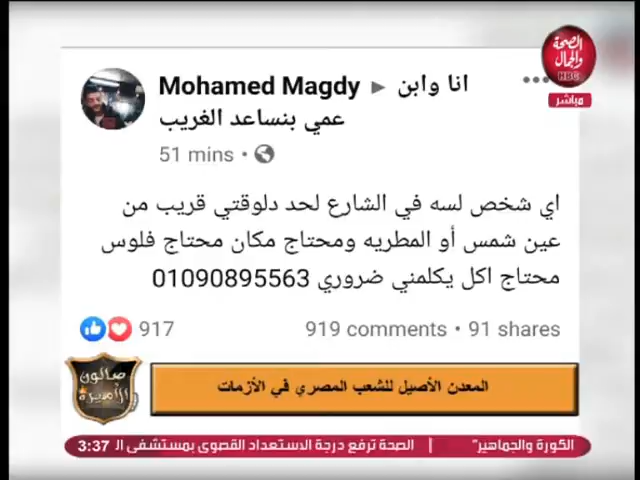 الصحة
والجمال
HBC
مباشر
Mohamed Magdy ▸ انا وابن
عمي بنساعد الغريب
51 mins ·
اي شخص لسه في الشارع لحد دلوقتي قريب من
عين شمس أو المطريه ومحتاج مكان محتاج فلوس
محتاج اكل يكلمني ضروري 01090895563
917 919 comments · 91 shares
صالون
الأميرة
المعدن الأصيل للشعب المصري في الأزمات
الكورة والجماهير" | الصحة ترفع درجة الاستعداد القصوى بمستشفى ال 3:37